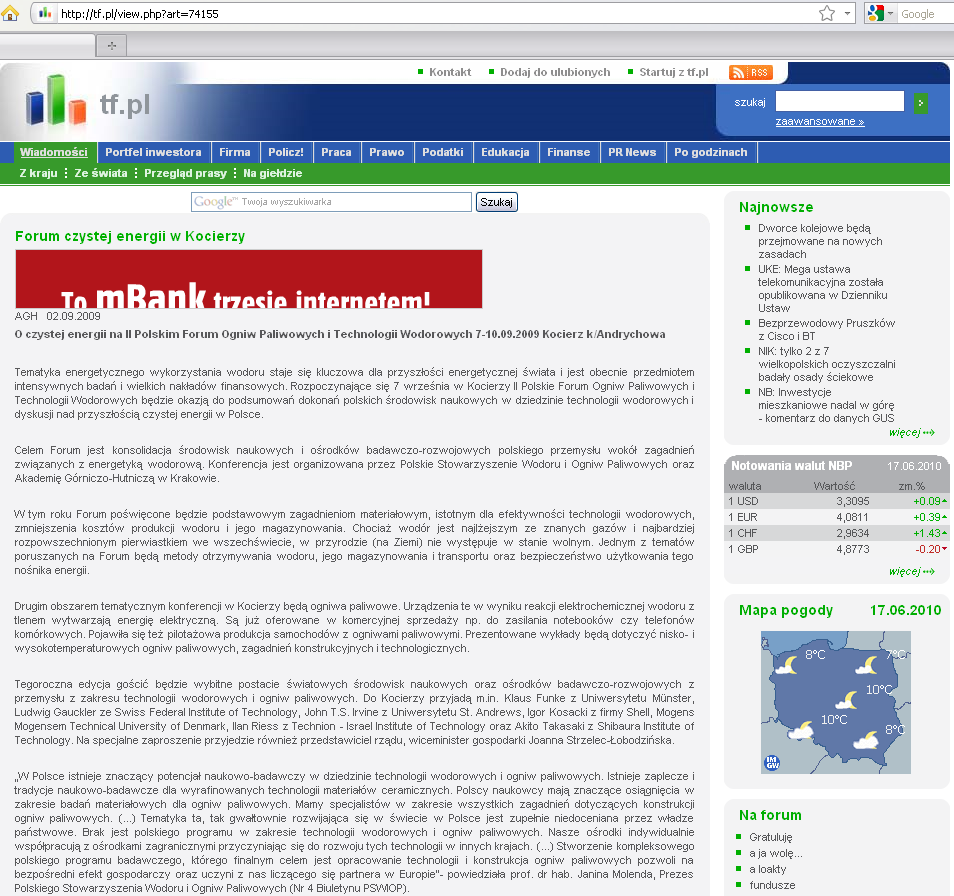 http://tf.pl/view.php?art=74155
Google
Kontakt
Dodaj do ulubionych
Startuj z tf.pl
RSS
tf.pl
szukaj
zaawansowane »
Wiadomości
Portfel inwestora
Firma
Policz!
Praca
Prawo
Podatki
Edukacja
Finanse
PR News
Po godzinach
Z kraju
Ze świata
Przegląd prasy
Na giełdzie
Google™ Twoja wyszukiwarka
Szukaj
Forum czystej energii w Kocierzy
To mBank trzęsie internetem!
AGH 02.09.2009
O czystej energii na II Polskim Forum Ogniw Paliwowych i Technologii Wodorowych 7-10.09.2009 Kocierz k/Andrychowa
Tematyka energetycznego wykorzystania wodoru staje się kluczowa dla przyszłości energetycznej świata i jest obecnie przedmiotem
intensywnych badań i wielkich nakładów finansowych. Rozpoczynające się 7 września w Kocierzy II Polskie Forum Ogniw Paliwowych i
Technologii Wodorowych będzie okazją do podsumowań dokonań polskich środowisk naukowych w dziedzinie technologii wodorowych i
dyskusji nad przyszłością czystej energii w Polsce.
Celem Forum jest konsolidacja środowisk naukowych i ośrodków badawczo-rozwojowych polskiego przemysłu wokół zagadnień
związanych z energetyką wodorową. Konferencja jest organizowana przez Polskie Stowarzyszenie Wodoru i Ogniw Paliwowych oraz
Akademię Górniczo-Hutniczą w Krakowie.
W tym roku Forum poświęcone będzie podstawowym zagadnieniom materiałowym, istotnym dla efektywności technologii wodorowych,
zmniejszenia kosztów produkcji wodoru i jego magazynowania. Chociaż wodór jest najlżejszym ze znanych gazów i najbardziej
rozpowszechnionym pierwiastkiem we wszechświecie, w przyrodzie (na Ziemi) nie występuje w stanie wolnym. Jednym z tematów
poruszanych na Forum będą metody otrzymywania wodoru, jego magazynowania i transportu oraz bezpieczeństwo użytkowania tego
nośnika energii.
Drugim obszarem tematycznym konferencji w Kocierzy będą ogniwa paliwowe. Urządzenia te w wyniku reakcji elektrochemicznej wodoru z
tlenem wytwarzają energię elektryczną. Są już oferowane w komercyjnej sprzedaży np. do zasilania notebooków czy telefonów
komórkowych. Pojawiła się też pilotażowa produkcja samochodów z ogniwami paliwowymi. Prezentowane wykłady będą dotyczyć nisko- i
wysokotemperaturowych ogniw paliwowych, zagadnień konstrukcyjnych i technologicznych.
Tegoroczna edycja gościć będzie wybitne postacie światowych środowisk naukowych oraz ośrodków badawczo-rozwojowych z
przemysłu z zakresu technologii wodorowych i ogniw paliwowych. Do Kocierzy przyjadą m.in. Klaus Funke z Uniwersytetu Münster,
Ludwig Gauckler ze Swiss Federal Institute of Technology, John T.S. Irvine z Uniwersytetu St. Andrews, Igor Kosacki z firmy Shell, Mogens
Mogensem Technical University of Denmark, Ilan Riess z Technion - Israel Institute of Technology oraz Akito Takasaki z Shibaura Institute of
Technology. Na specjalne zaproszenie przyjedzie również przedstawiciel rządu, wiceminister gospodarki Joanna Strzelec-Łobodzińska.
„W Polsce istnieje znaczący potencjał naukowo-badawczy w dziedzinie technologii wodorowych i ogniw paliwowych. Istnieje zaplecze i
tradycje naukowo-badawcze dla wyrafinowanych technologii materiałów ceramicznych. Polscy naukowcy mają znaczące osiągnięcia w
zakresie badań materiałowych dla ogniw paliwowych. Mamy specjalistów w zakresie wszystkich zagadnień dotyczących konstrukcji
ogniw paliwowych. (...) Tematyka ta, tak gwałtownie rozwijająca się w świecie w Polsce jest zupełnie niedoceniana przez władze
państwowe. Brak jest polskiego programu w zakresie technologii wodorowych i ogniw paliwowych. Nasze ośrodki indywidualnie
współpracują z ośrodkami zagranicznymi przyczyniając się do rozwoju tych technologii w innych krajach. (...) Stworzenie kompleksowego
polskiego programu badawczego, którego finalnym celem jest opracowanie technologii i konstrukcja ogniw paliwowych pozwoli na
bezpośredni efekt gospodarczy oraz uczyni z nas liczącego się partnera w Europie"- powiedziała prof. dr hab. Janina Molenda, Prezes
Polskiego Stowarzyszenia Wodoru i Ogniw Paliwowych (Nr 4 Biuletynu PSWiOP).
Najnowsze
Dworce kolejowe będą
przejmowane na nowych
zasadach
UKE: Mega ustawa
telekomunikacyjna została
opublikowana w Dzienniku
Ustaw
Bezprzewodowy Pruszków
z Cisco i BT
NIK: tylko 2 z 7
wielkopolskich oczyszczalni
badały osady ściekowe
NB: Inwestycje
mieszkaniowe nadal w górę
- komentarz do danych GUS
więcej
Notowania walut NBP 17.06.2010
waluta Wartość zm.%
1 USD 3,3095 +0.09
1 EUR 4,0811 +0.39
1 CHF 2,9634 +1.43
1 GBP 4,8773 -0.20
więcej
Mapa pogody 17.06.2010
8°C 7°C
10°C
10°C
8°C
IM
GW
Na forum
Gratuluję
a ja wolę...
a loakty
fundusze